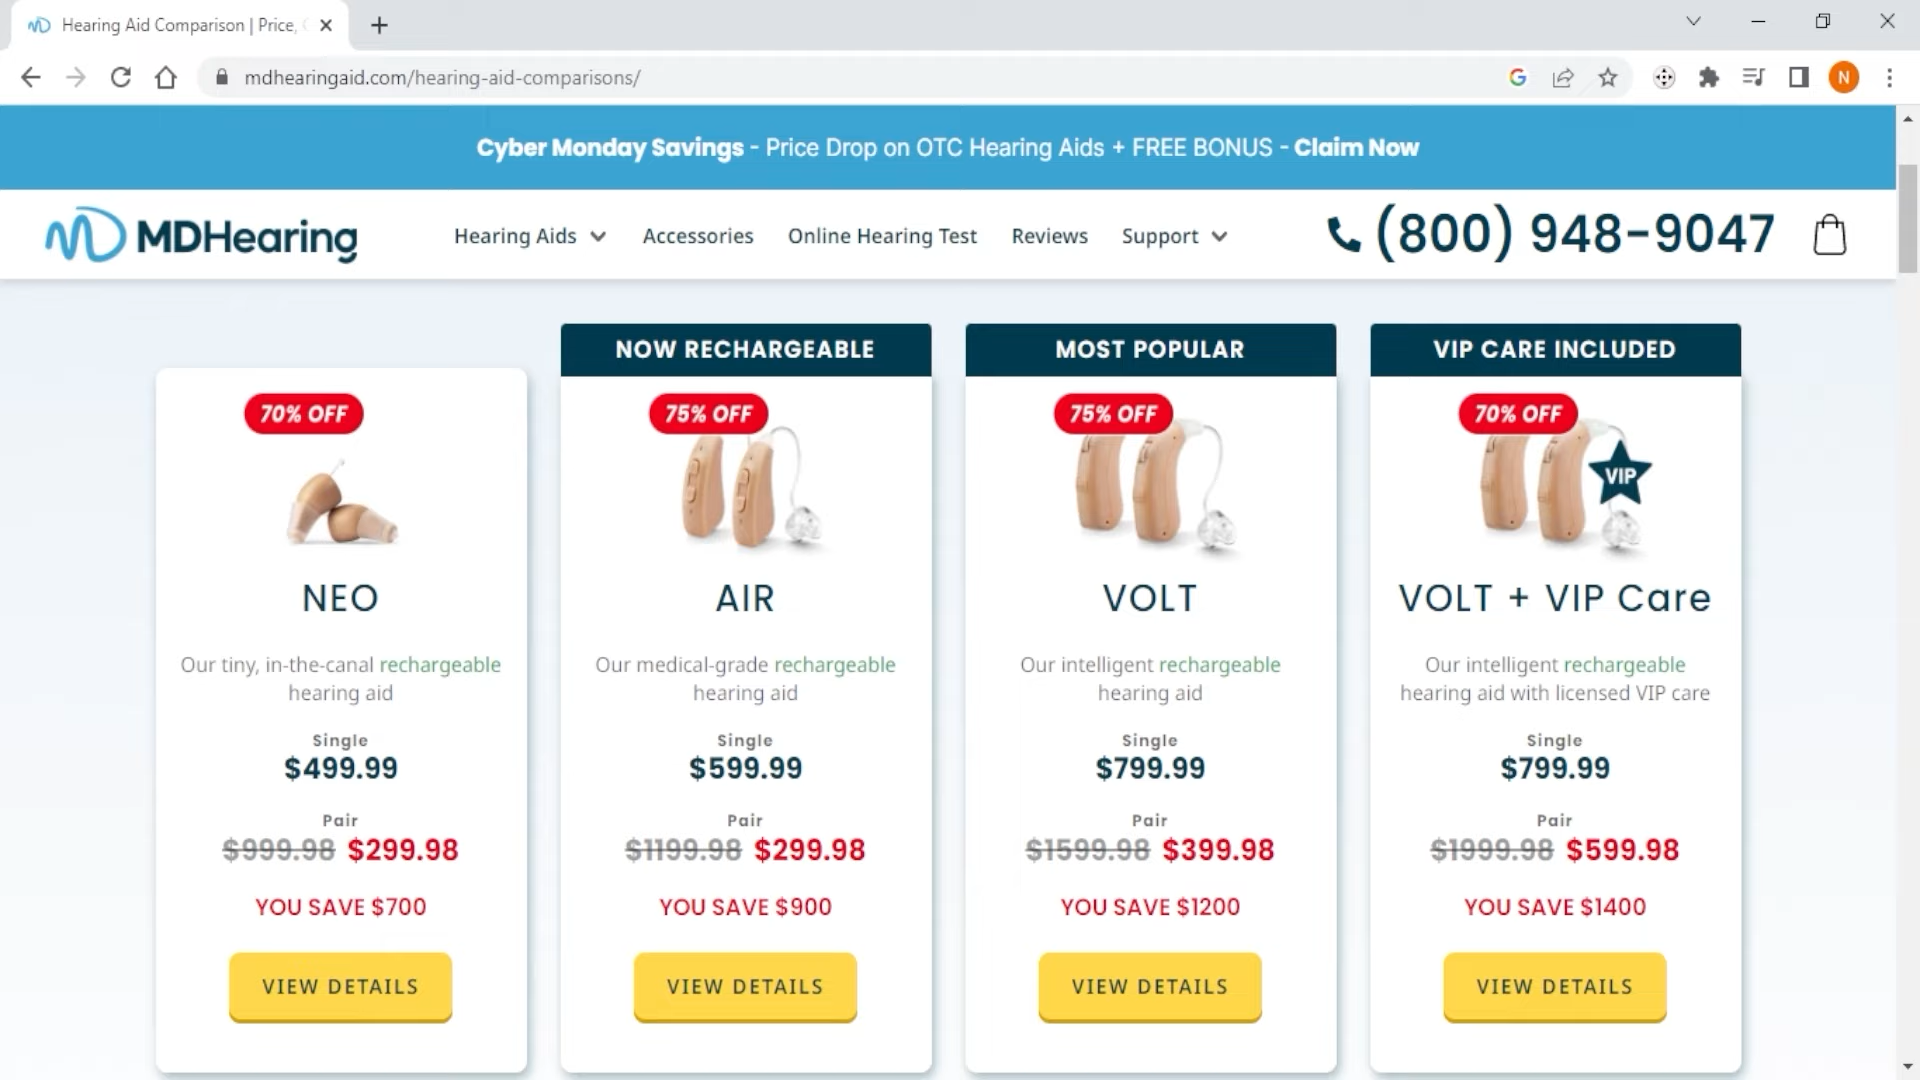 Hearing Aid Comparison | Price,
mdhearingaid.com/hearing-aid-comparisons/
N
Cyber Monday Savings - Price Drop on OTC Hearing Aids + FREE BONUS - Claim Now
MDHearing
Hearing Aids
Accessories
Online Hearing Test
Reviews
Support
(800) 948-9047
70% OFF
NEO
Our tiny, in-the-canal rechargeable
hearing aid
Single
$499.99
Pair
$999.98 $299.98
YOU SAVE $700
VIEW DETAILS
NOW RECHARGEABLE
75% OFF
AIR
Our medical-grade rechargeable
hearing aid
Single
$599.99
Pair
$1199.98 $299.98
YOU SAVE $900
VIEW DETAILS
MOST POPULAR
75% OFF
VOLT
Our intelligent rechargeable
hearing aid
Single
$799.99
Pair
$1599.98 $399.98
YOU SAVE $1200
VIEW DETAILS
VIP CARE INCLUDED
70% OFF
VIP
VOLT + VIP Care
Our intelligent rechargeable
hearing aid with licensed VIP care
Single
$799.99
Pair
$1999.98 $599.98
YOU SAVE $1400
VIEW DETAILS